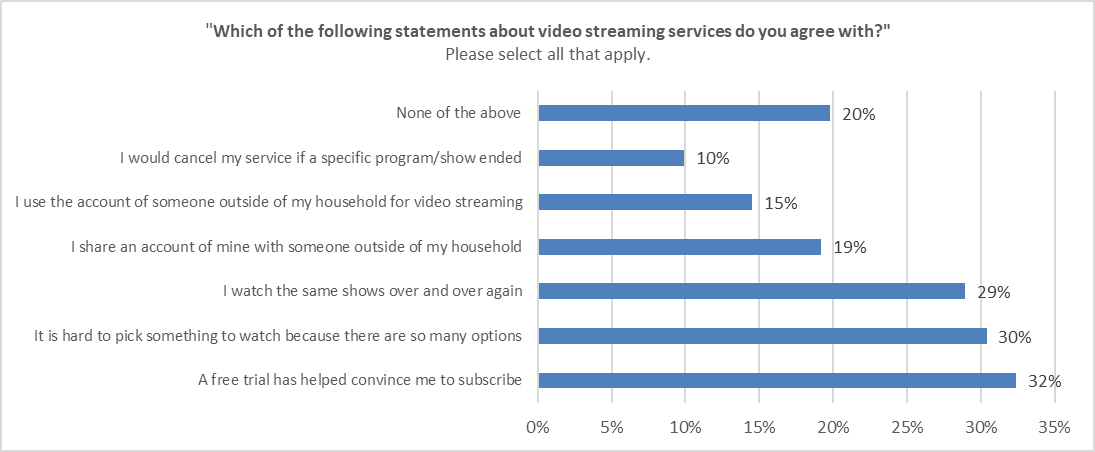 "Which of the following statements about video streaming services do you agree with?"
Please select all that apply.
None of the above
20%
I would cancel my service if a specific program/show ended
10%
I use the account of someone outside of my household for video streaming
15%
I share an account of mine with someone outside of my household
19%
I watch the same shows over and over again
29%
It is hard to pick something to watch because there are so many options
30%
A free trial has helped convince me to subscribe
32%
0% 5% 10% 15% 20% 25% 30% 35%